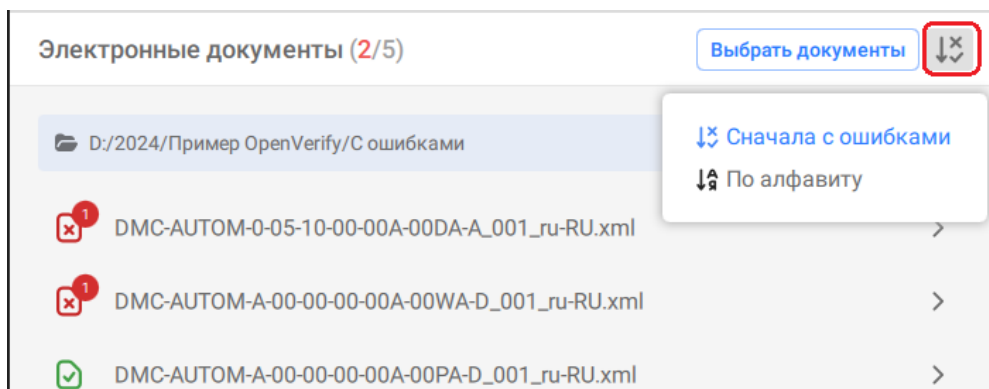 Электронные документы (2/5)
Выбрать документы
D:/2024/Пример OpenVerify/С ошибками
Сначала с ошибками
По алфавиту
1
DMC-AUTOM-0-05-10-00-00A-00DA-A_001_ru-RU.xml
1
DMC-AUTOM-A-00-00-00-00A-00WA-D_001_ru-RU.xml
DMC-AUTOM-A-00-00-00-00A-00PA-D_001_ru-RU.xml